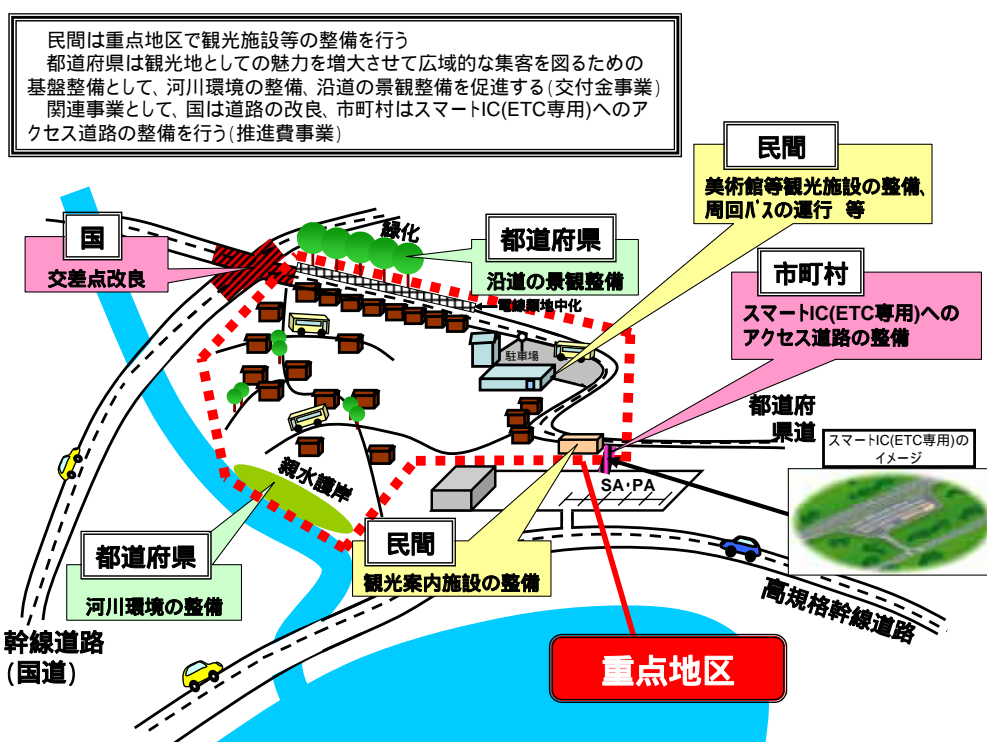 民間は重点地区で観光施設等の整備を行う
都道府県は観光地としての魅力を増大させて広域的な集客を図るための
基盤整備として、河川環境の整備、沿道の景観整備を促進する(交付金事業)
関連事業として、国は道路の改良、市町村はスマートIC(ETC専用)へのア
クセス道路の整備を行う(推進費事業)
民間
美術館等観光施設の整備、
周回バスの運行 等
国
交差点改良
緑化
都道府県
沿道の景観整備
電線類地中化
市町村
スマートIC(ETC専用)への
アクセス道路の整備
駐車場
都道府
県道
スマートIC(ETC専用)の
イメージ
SA・PA
親水護岸
都道府県
河川環境の整備
民間
観光案内施設の整備
高規格幹線道路
幹線道路
(国道)
重点地区